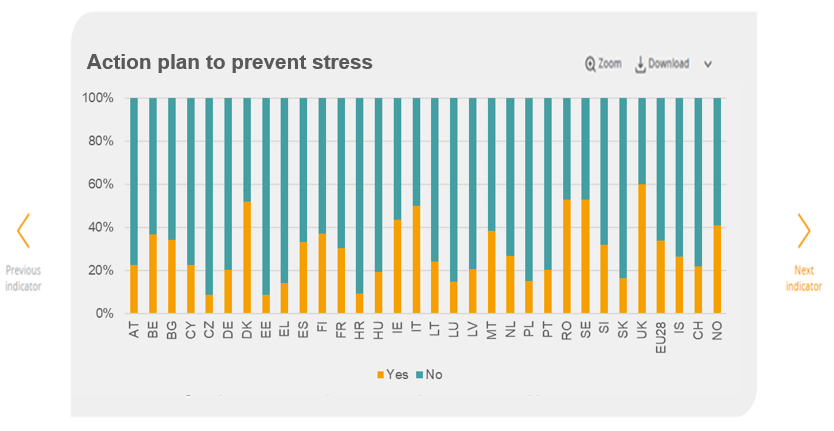 Action plan to prevent stress
Zoom Download
100%
80%
60%
40%
20%
0%
AT BE BG CY CZ DE DK EE EL ES FI FR HR HU IE IT LT LU LV MT NL PL PT RO SE SI SK UK EU28 IS CH NO
Yes No
Previous
indicator
Next
indicator